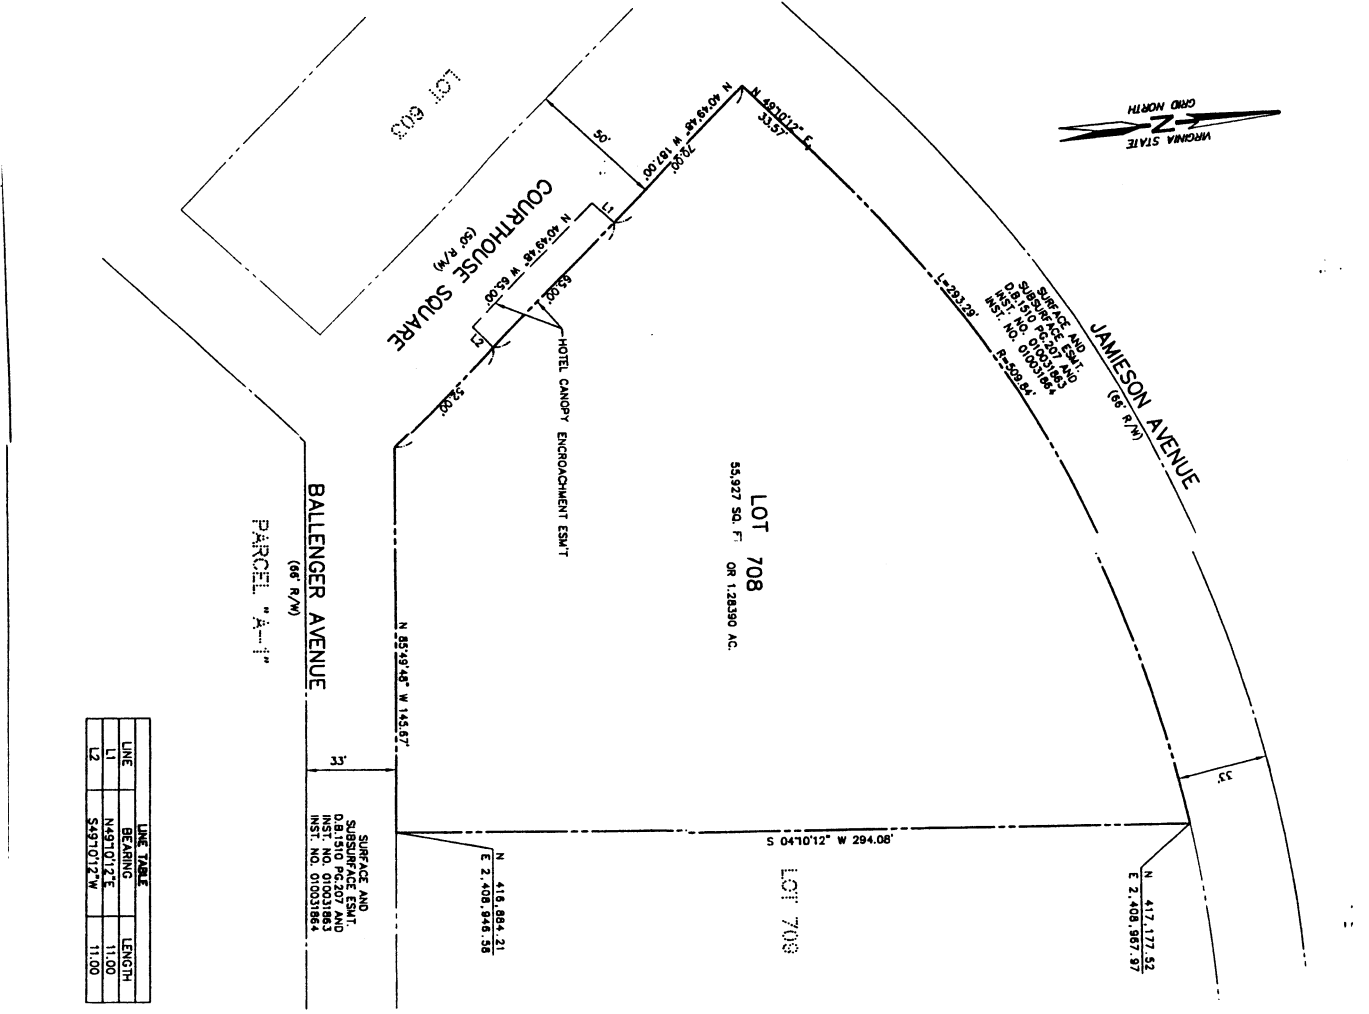 LOT 603
COURTHOUSE SQUARE
(50' R/W)
50'
N 40°49'48" W 187.00'
70.00'
N 49°10'12" E
33.57'
VIRGINIA STATE
GRID NORTH
N
L1
N 40°49'48" W 65.00'
65.00'
L2
52.00'
HOTEL CANOPY ENCROACHMENT ESM'T
L=293.29'
R=509.84'
SURFACE AND
SUBSURFACE ESMT.
D.B.1510 PG.207 AND
INST. NO. 010031863
INST. NO. 010031864
JAMIESON AVENUE
(66' R/W)
LOT 708
55,927 SQ. FT OR 1.28390 AC.
BALLENGER AVENUE
(66' R/W)
PARCEL "A-1"
N 85°49'48" W 145.67'
33'
33'
S 04°10'12" W 294.08'
LOT 709
N 416,884.21
E 2,408,946.58
N 417,177.52
E 2,408,967.97
SURFACE AND
SUBSURFACE ESMT.
D.B.1510 PG.207 AND
INST. NO. 010031863
INST. NO. 010031864
LINE TABLE
LINE BEARING LENGTH
L1 N49°10'12"E 11.00
L2 S49°10'12"W 11.00